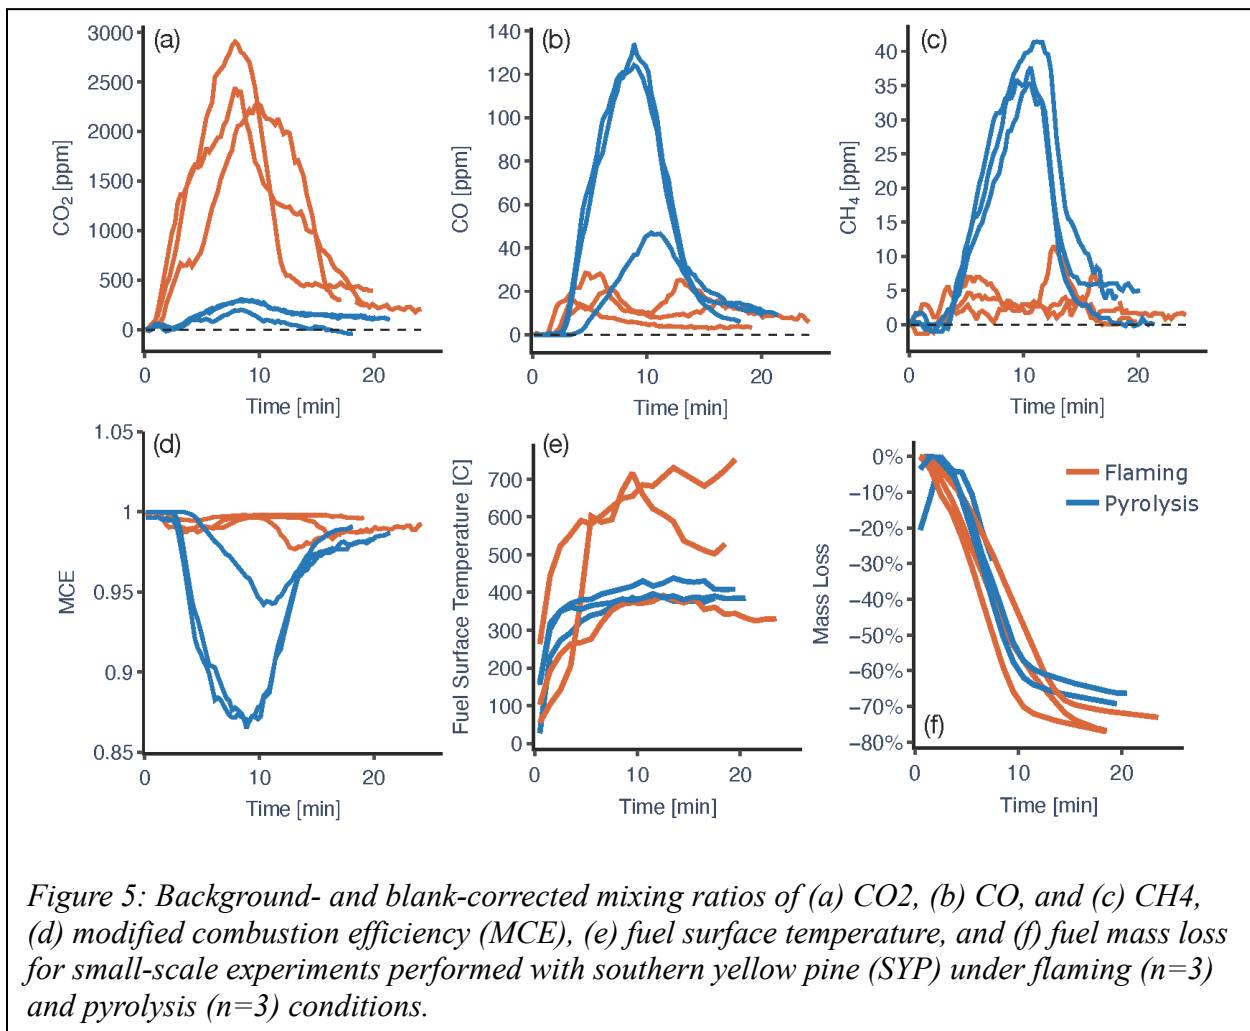 (a)
3000
2500
2000
1500
1000
500
0
CO2 [ppm]
0 10 20
Time [min]
(b)
140
120
100
80
60
40
20
0
CO [ppm]
0 10 20
Time [min]
(c)
40
35
30
25
20
15
10
5
0
CH4 [ppm]
0 10 20
Time [min]
(d)
1.05
1
0.95
0.9
0.85
MCE
0 10 20
Time [min]
(e)
700
600
500
400
300
200
100
0
Fuel Surface Temperature [C]
0 10 20
Time [min]
0%
−10%
−20%
−30%
−40%
−50%
−60%
−70%
−80%
Mass Loss
Flaming
Pyrolysis
(f)
0 10 20
Time [min]
Figure 5: Background- and blank-corrected mixing ratios of (a) CO2, (b) CO, and (c) CH4,
(d) modified combustion efficiency (MCE), (e) fuel surface temperature, and (f) fuel mass loss
for small-scale experiments performed with southern yellow pine (SYP) under flaming (n=3)
and pyrolysis (n=3) conditions.